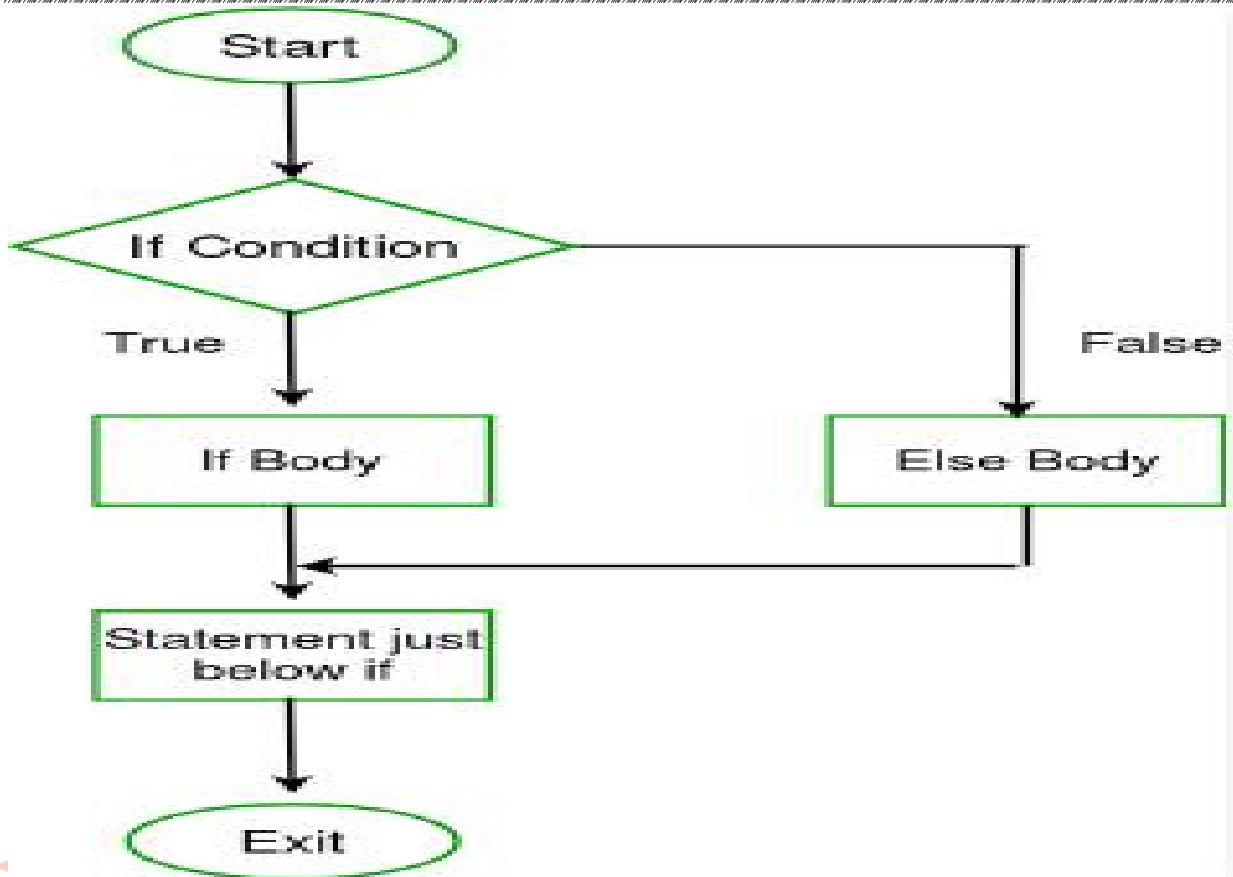 Start
If Condition
True
False
If Body
Else Body
Statement just
below if
Exit